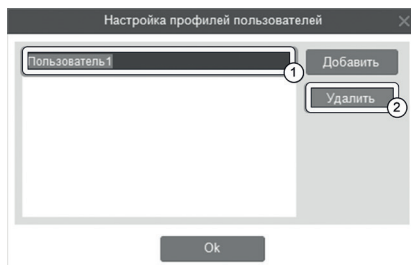 Настройка профилей пользователей
Пользователь1
1
Добавить
Удалить
2
Ok